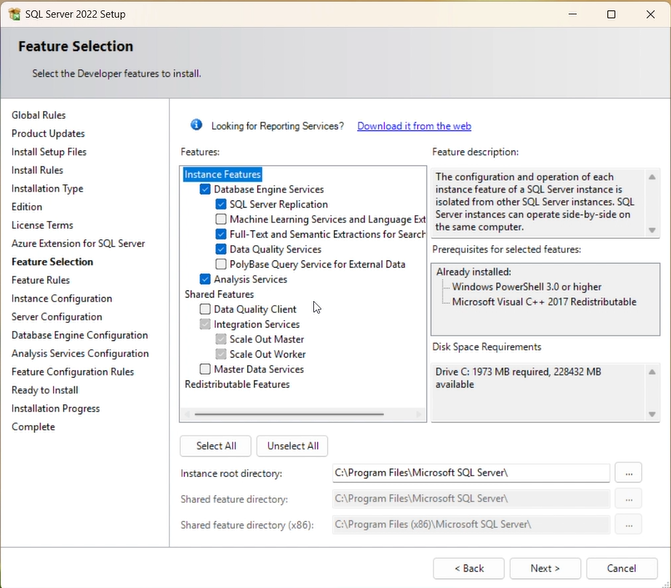 SQL Server 2022 Setup
Feature Selection
Select the Developer features to install.
Global Rules
Product Updates
Install Setup Files
Install Rules
Installation Type
Edition
License Terms
Azure Extension for SQL Server
Feature Selection
Feature Rules
Instance Configuration
Server Configuration
Database Engine Configuration
Analysis Services Configuration
Feature Configuration Rules
Ready to Install
Installation Progress
Complete
Looking for Reporting Services? Download it from the web
Features:
Instance Features
Database Engine Services
SQL Server Replication
Machine Learning Services and Language Ext
Full-Text and Semantic Extractions for Search
Data Quality Services
PolyBase Query Service for External Data
Analysis Services
Shared Features
Data Quality Client
Integration Services
Scale Out Master
Scale Out Worker
Master Data Services
Redistributable Features
Feature description:
The configuration and operation of each
instance feature of a SQL Server instance is
isolated from other SQL Server instances. SQL
Server instances can operate side-by-side on
the same computer.
Prerequisites for selected features:
Already installed:
Windows PowerShell 3.0 or higher
Microsoft Visual C++ 2017 Redistributable
Disk Space Requirements
Drive C: 1973 MB required, 228432 MB
available
Select All
Unselect All
Instance root directory: C:\Program Files\Microsoft SQL Server\ ...
Shared feature directory: C:\Program Files\Microsoft SQL Server\ ...
Shared feature directory (x86): C:\Program Files (x86)\Microsoft SQL Server\ ...
< Back
Next >
Cancel